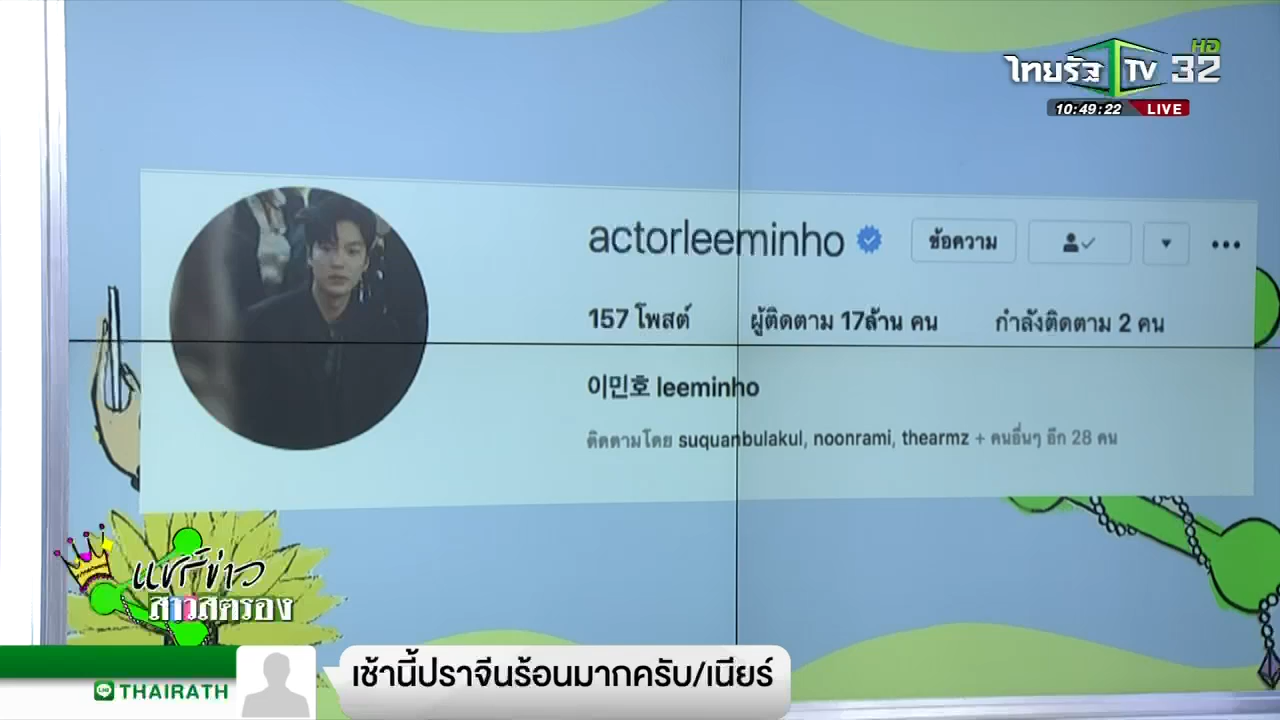 ไทยรัฐ TV 32 HD
10:49:22 LIVE
actorleeminho ข้อความ
157 โพสต์ ผู้ติดตาม 17ล้าน คน กำลังติดตาม 2 คน
이민호 leeminho
ติดตามโดย suquanbulakul, noonrami, thearmz + คนอื่นๆ อีก 28 คน
แชร์ข่าว
สาวสตรอง
เช้านี้ปราจีนร้อนมากครับ/เนียร์
LINE THAIRATH